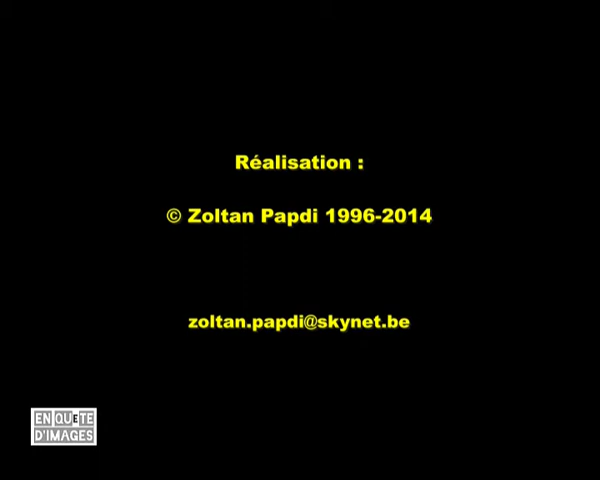 Réalisation :
© Zoltan Papdi 1996-2014
zoltan.papdi@skynet.be
EN QUETE
D'IMAGES